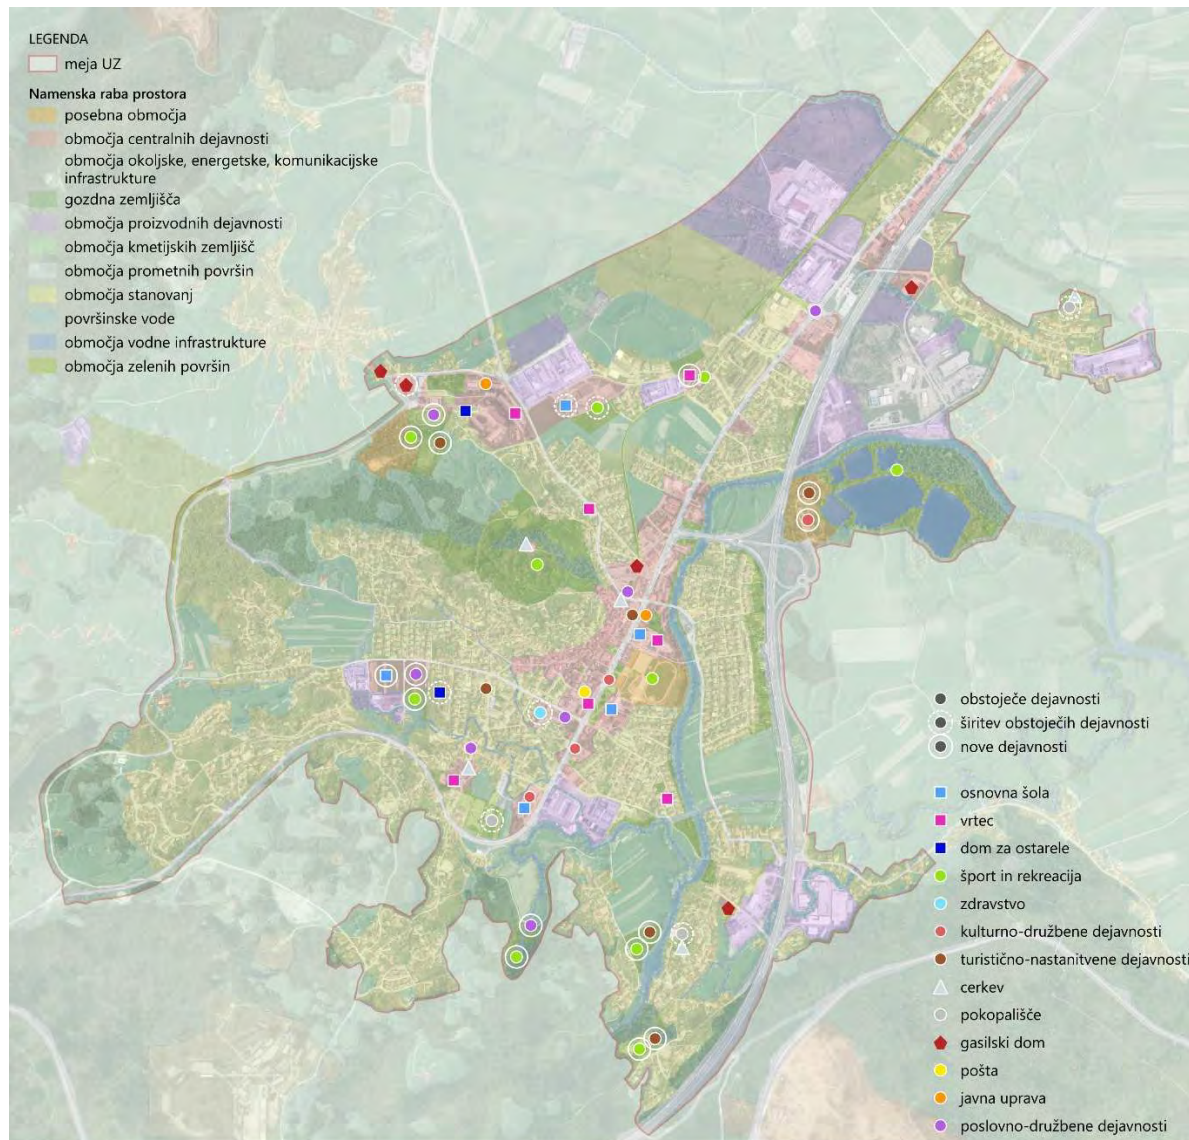 LEGENDA
meja UZ
Namenska raba prostora
posebna območja
območja centralnih dejavnosti
območja okoljske, energetske, komunikacijske
infrastrukture
gozdna zemljišča
območja proizvodnih dejavnosti
območja kmetijskih zemljišč
območja prometnih površin
območja stanovanj
površinske vode
območja vodne infrastrukture
območja zelenih površin
obstoječe dejavnosti
širitev obstoječih dejavnosti
nove dejavnosti
osnovna šola
vrtec
dom za ostarele
šport in rekreacija
zdravstvo
kulturno-družbene dejavnosti
turistično-nastanitvene dejavnosti
cerkev
pokopališče
gasilski dom
pošta
javna uprava
poslovno-družbene dejavnosti